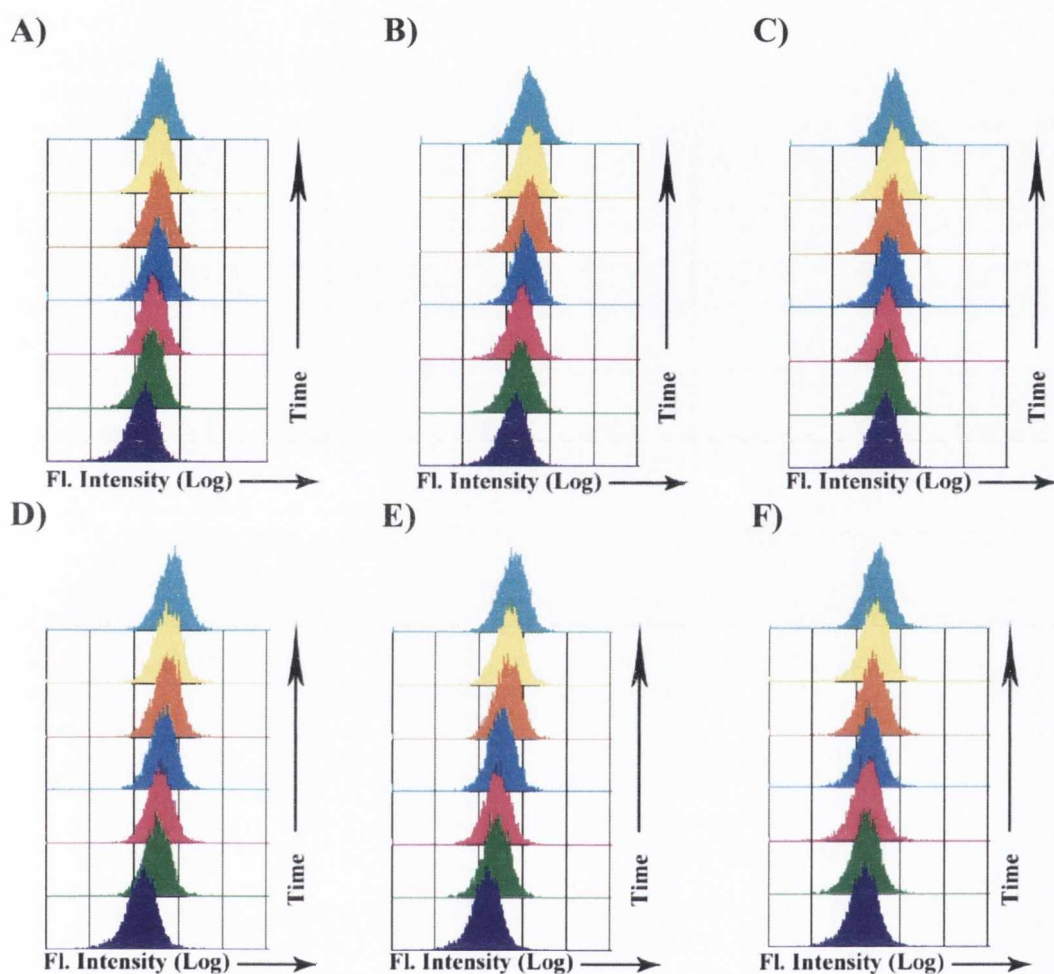 A)
B)
C)
Time
Time
Time
Fl. Intensity (Log)
Fl. Intensity (Log)
Fl. Intensity (Log)
D)
E)
F)
Time
Time
Time
Fl. Intensity (Log)
Fl. Intensity (Log)
Fl. Intensity (Log)